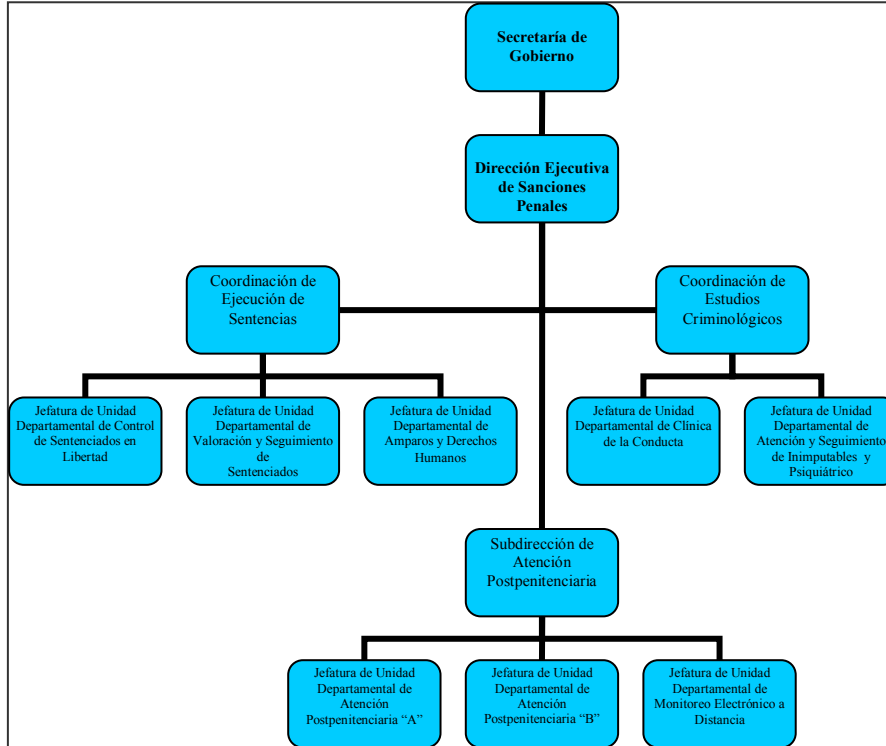 Secretaría de
Gobierno
Dirección Ejecutiva
de Sanciones
Penales
Coordinación de
Ejecución de
Sentencias
Coordinación de
Estudios
Criminológicos
Jefatura de Unidad
Departamental de Control
de Sentenciados en
Libertad
Jefatura de Unidad
Departamental de
Valoración y Seguimiento
de
Sentenciados
Jefatura de Unidad
Departamental de
Amparos y Derechos
Humanos
Jefatura de Unidad
Departamental de Clínica
de la Conducta
Jefatura de Unidad
Departamental de
Atención y Seguimiento
de Inimputables y
Psiquiátrico
Subdirección de
Atención
Postpenitenciaria
Jefatura de Unidad
Departamental de
Atención
Postpenitenciaria “A”
Jefatura de Unidad
Departamental de
Atención
Postpenitenciaria “B”
Jefatura de Unidad
Departamental de
Monitoreo Electrónico a
Distancia